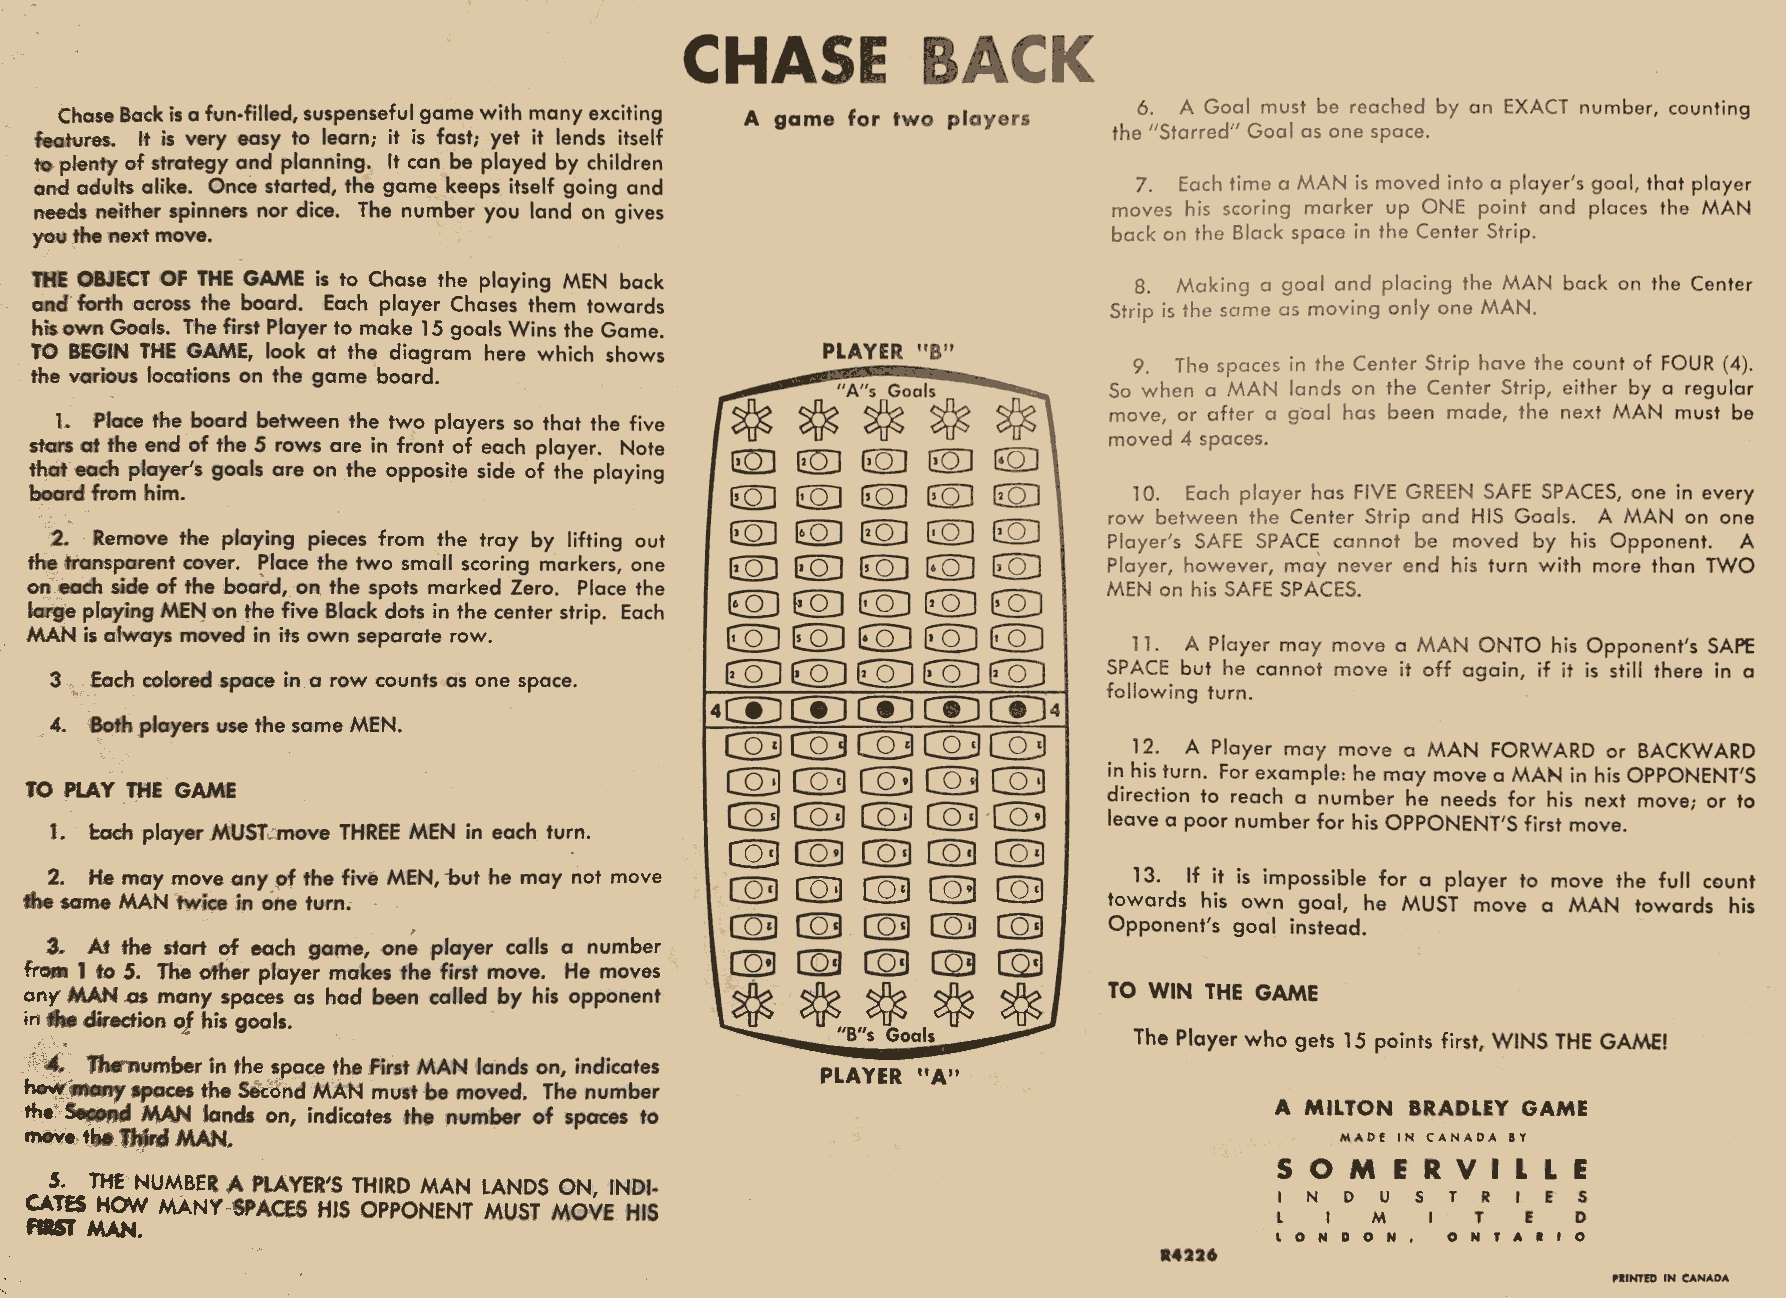 CHASE BACK
A game for two players
Chase Back is a fun-filled, suspenseful game with many exciting
features. It is very easy to learn; it is fast; yet it lends itself
to plenty of strategy and planning. It can be played by children
and adults alike. Once started, the game keeps itself going and
needs neither spinners nor dice. The number you land on gives
you the next move.
THE OBJECT OF THE GAME is to Chase the playing MEN back
and forth across the board. Each player Chases them towards
his own Goals. The first Player to make 15 goals Wins the Game.
TO BEGIN THE GAME, look at the diagram here which shows
the various locations on the game board.
1. Place the board between the two players so that the five
stars at the end of the 5 rows are in front of each player. Note
that each player's goals are on the opposite side of the playing
board from him.
2. Remove the playing pieces from the tray by lifting out
the transparent cover. Place the two small scoring markers, one
on each side of the board, on the spots marked Zero. Place the
large playing MEN on the five Black dots in the center strip. Each
MAN is always moved in its own separate row.
3 Each colored space in a row counts as one space.
4. Both players use the same MEN.
TO PLAY THE GAME
1. Each player MUST move THREE MEN in each turn.
2. He may move any of the five MEN, but he may not move
the same MAN twice in one turn.
3. At the start of each game, one player calls a number
from 1 to 5. The other player makes the first move. He moves
any MAN as many spaces as had been called by his opponent
in the direction of his goals.
4. The number in the space the First MAN lands on, indicates
how many spaces the Second MAN must be moved. The number
the Second MAN lands on, indicates the number of spaces to
move the Third MAN.
5. THE NUMBER A PLAYER'S THIRD MAN LANDS ON, INDI-
CATES HOW MANY SPACES HIS OPPONENT MUST MOVE HIS
FIRST MAN.
PLAYER "B"
"A"s Goals
4 4
"B"s Goals
PLAYER "A"
6. A Goal must be reached by an EXACT number, counting
the "Starred" Goal as one space.
7. Each time a MAN is moved into a player's goal, that player
moves his scoring marker up ONE point and places the MAN
back on the Black space in the Center Strip.
8. Making a goal and placing the MAN back on the Center
Strip is the same as moving only one MAN.
9. The spaces in the Center Strip have the count of FOUR (4).
So when a MAN lands on the Center Strip, either by a regular
move, or after a goal has been made, the next MAN must be
moved 4 spaces.
10. Each player has FIVE GREEN SAFE SPACES, one in every
row between the Center Strip and HIS Goals. A MAN on one
Player's SAFE SPACE cannot be moved by his Opponent. A
Player, however, may never end his turn with more than TWO
MEN on his SAFE SPACES.
11. A Player may move a MAN ONTO his Opponent's SAPE
SPACE but he cannot move it off again, if it is still there in a
following turn.
12. A Player may move a MAN FORWARD or BACKWARD
in his turn. For example: he may move a MAN in his OPPONENT'S
direction to reach a number he needs for his next move; or to
leave a poor number for his OPPONENT'S first move.
13. If it is impossible for a player to move the full count
towards his own goal, he MUST move a MAN towards his
Opponent's goal instead.
TO WIN THE GAME
The Player who gets 15 points first, WINS THE GAME!
A MILTON BRADLEY GAME
MADE IN CANADA BY
SOMERVILLE
INDUSTRIES
LIMITED
LONDON, ONTARIO
R4226
PRINTED IN CANADA